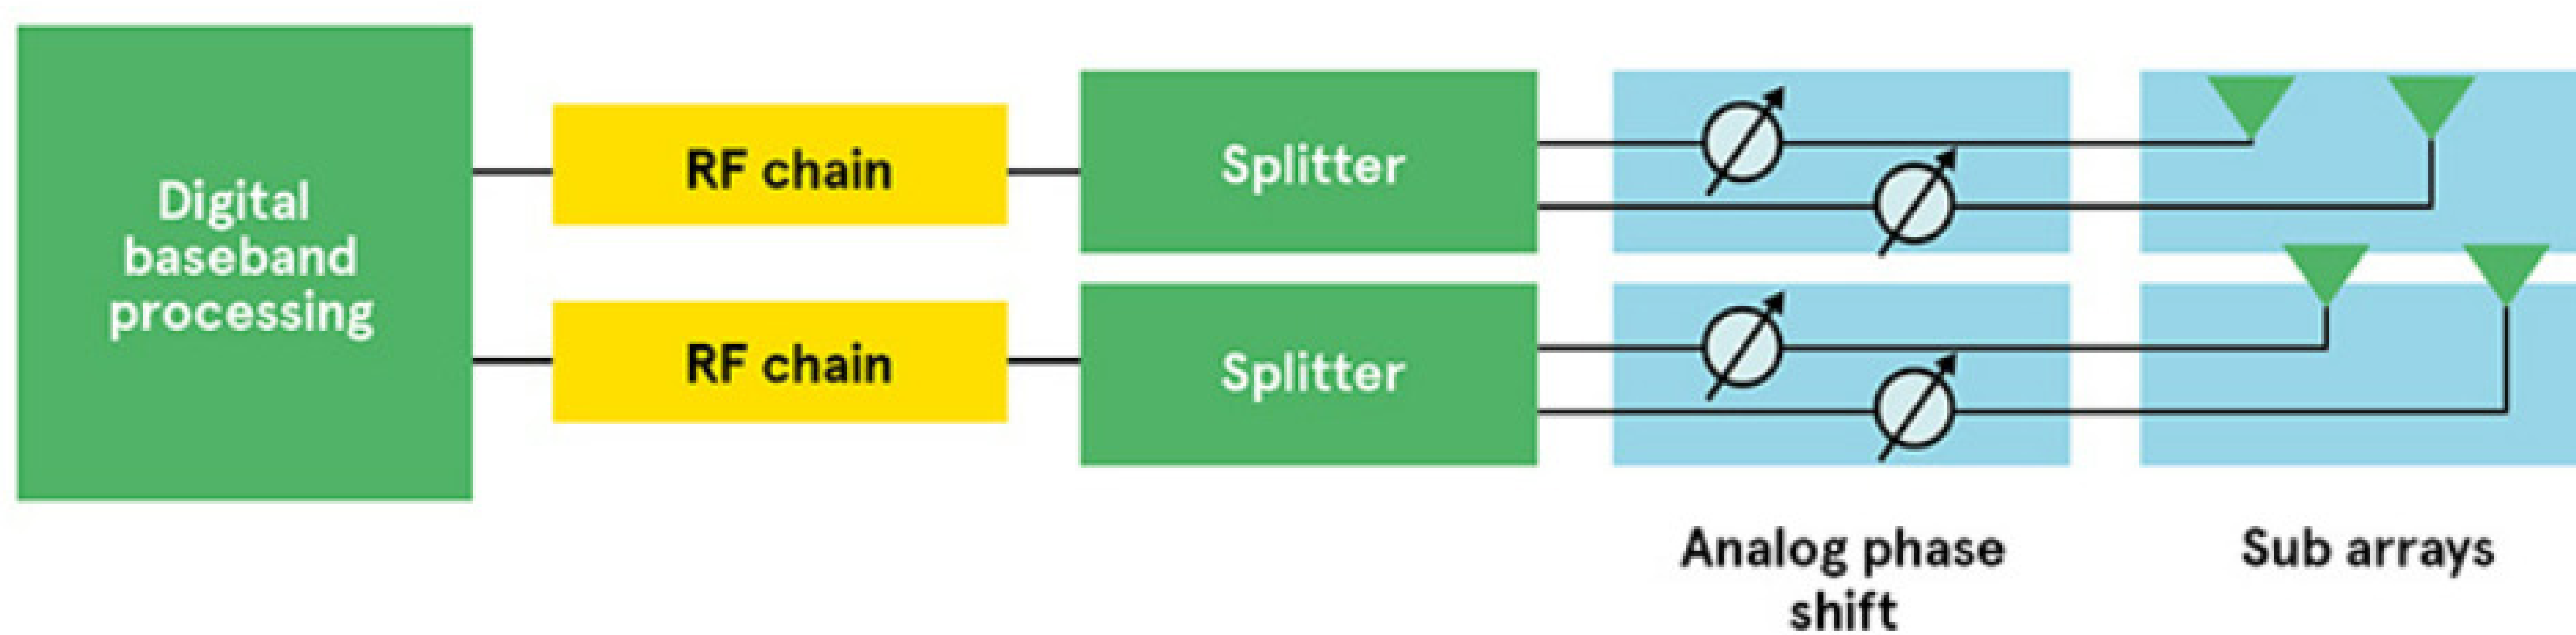 Digital
baseband
processing
RF chain
Splitter
RF chain
Splitter
Analog phase
shift
Sub arrays